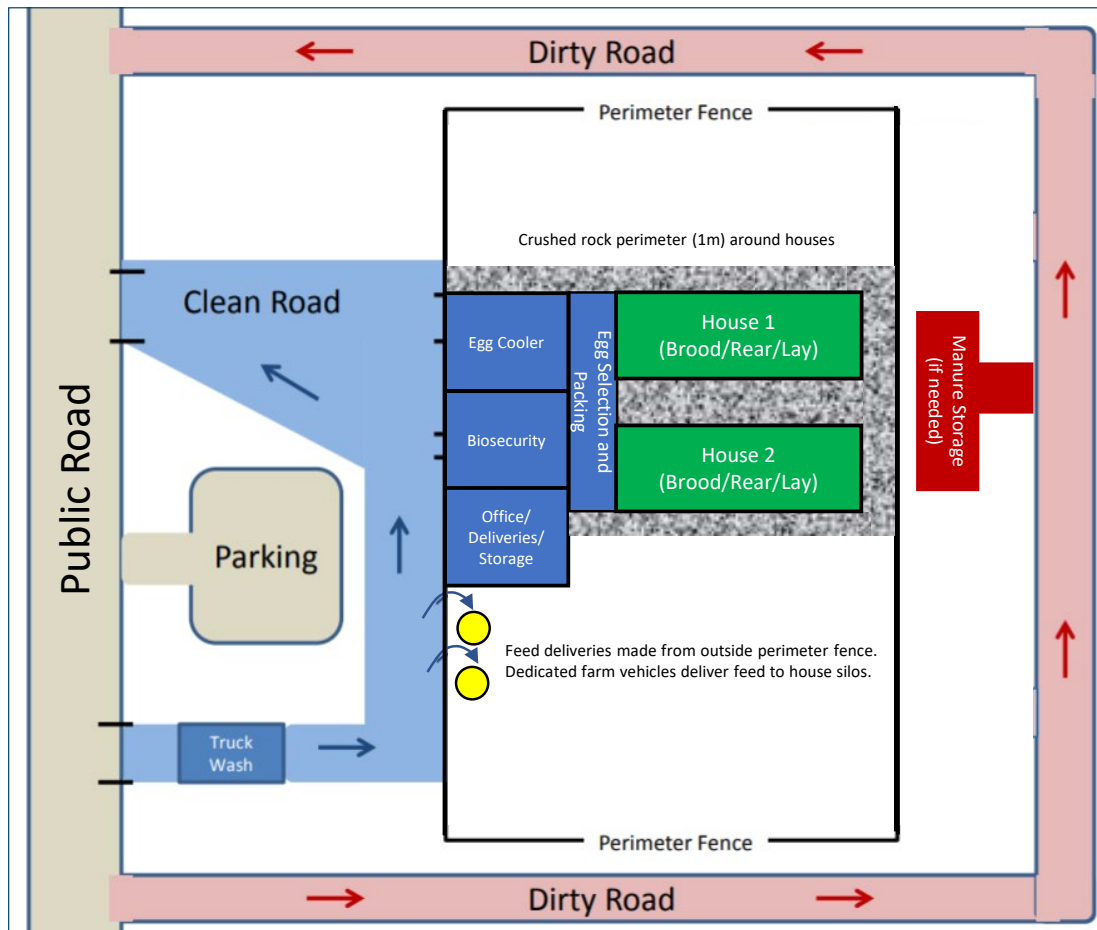 Dirty Road
Perimeter Fence
Crushed rock perimeter (1m) around houses
Clean Road
Egg Cooler
Egg Selection and
Packing
House 1
(Brood/Rear/Lay)
Manure Storage
(if needed)
Public Road
Biosecurity
House 2
(Brood/Rear/Lay)
Office/
Deliveries/
Storage
Parking
Feed deliveries made from outside perimeter fence.
Dedicated farm vehicles deliver feed to house silos.
Truck
Wash
Perimeter Fence
Dirty Road